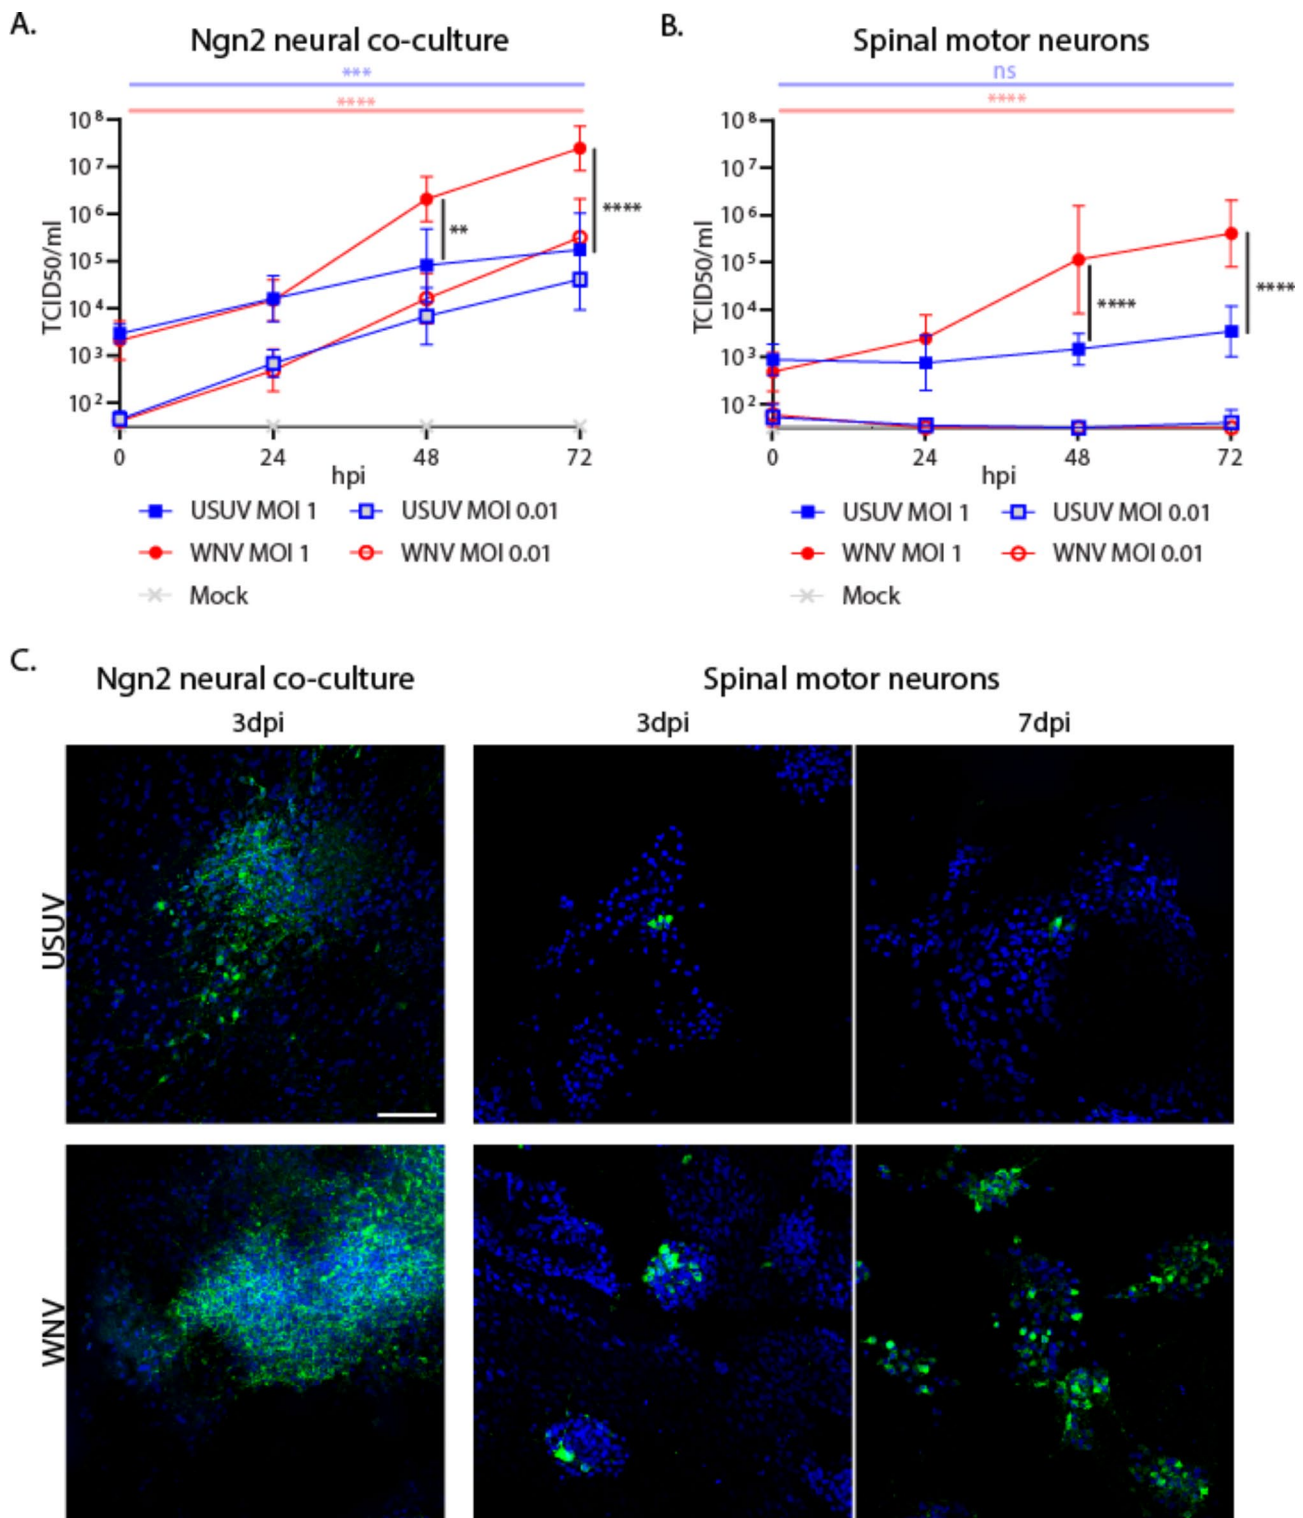 A.
Ngn2 neural co-culture
***
****
10⁸
10⁷
10⁶
10⁵
10⁴
10³
10²
TCID50/ml
**
****
0 24 48 72
hpi
USUV MOI 1 USUV MOI 0.01
WNV MOI 1 WNV MOI 0.01
Mock
B.
Spinal motor neurons
ns
****
10⁸
10⁷
10⁶
10⁵
10⁴
10³
10²
TCID50/ml
****
****
0 24 48 72
hpi
USUV MOI 1 USUV MOI 0.01
WNV MOI 1 WNV MOI 0.01
Mock
C.
Ngn2 neural co-culture Spinal motor neurons
3dpi 3dpi 7dpi
USUV
WNV